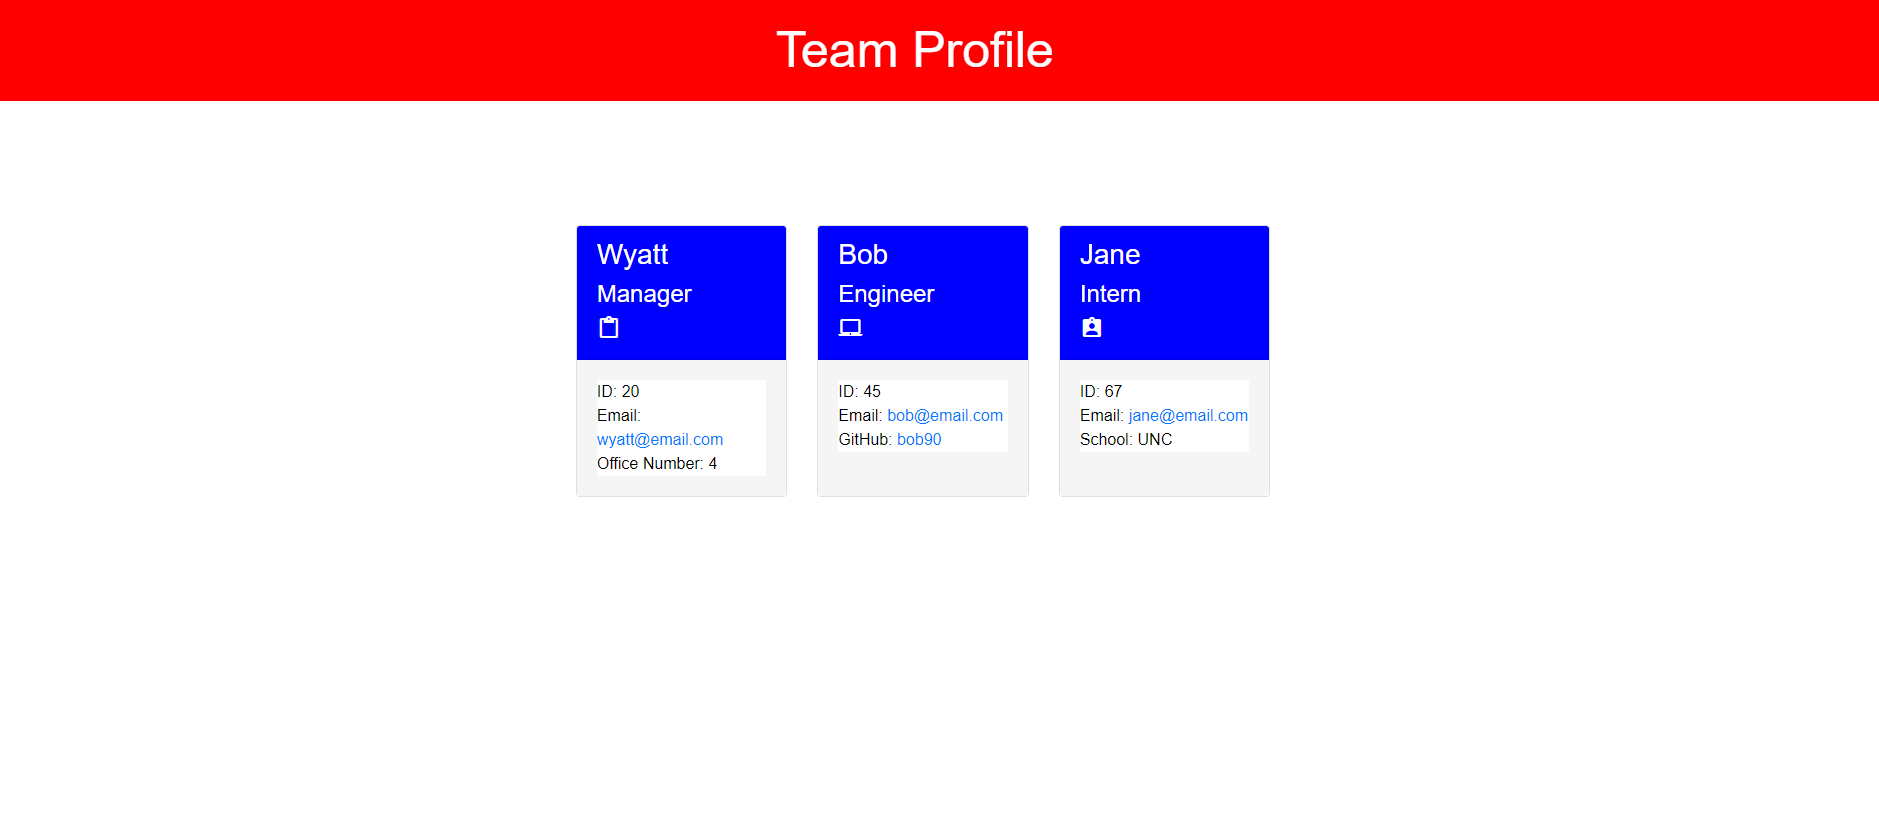 Team Profile
Wyatt
Manager
ID: 20
Email:
wyatt@email.com
Office Number: 4
Bob
Engineer
ID: 45
Email: bob@email.com
GitHub: bob90
Jane
Intern
ID: 67
Email: jane@email.com
School: UNC